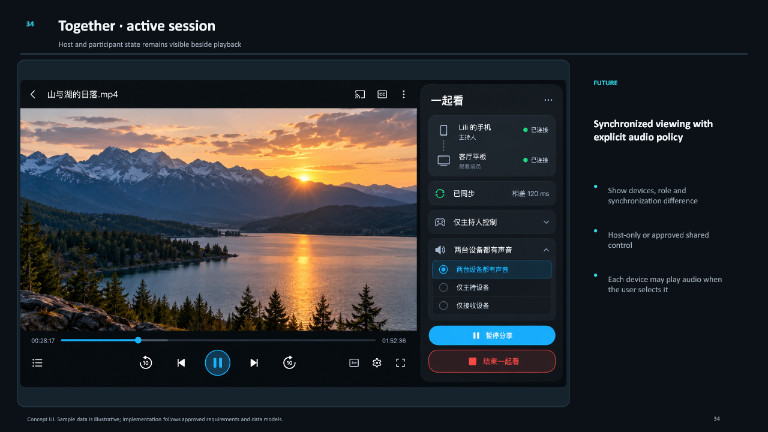 34
Together · active session
Host and participant state remains visible beside playback
山与湖的日落.mp4
CC
一起看
Lili 的手机
主持人
已连接
客厅平板
已连接
已同步
相差 120 ms
仅主持人控制
两台设备都有声音
两台设备都有声音
仅主持设备
仅接收设备
00:28:17
01:52:36
10
10
暂停分享
结束一起看
FUTURE
Synchronized viewing with
explicit audio policy
Show devices, role and
synchronization difference
Host-only or approved shared
control
Each device may play audio when
the user selects it
Concept UI. Sample data is illustrative; implementation follows approved requirements and data models.
34